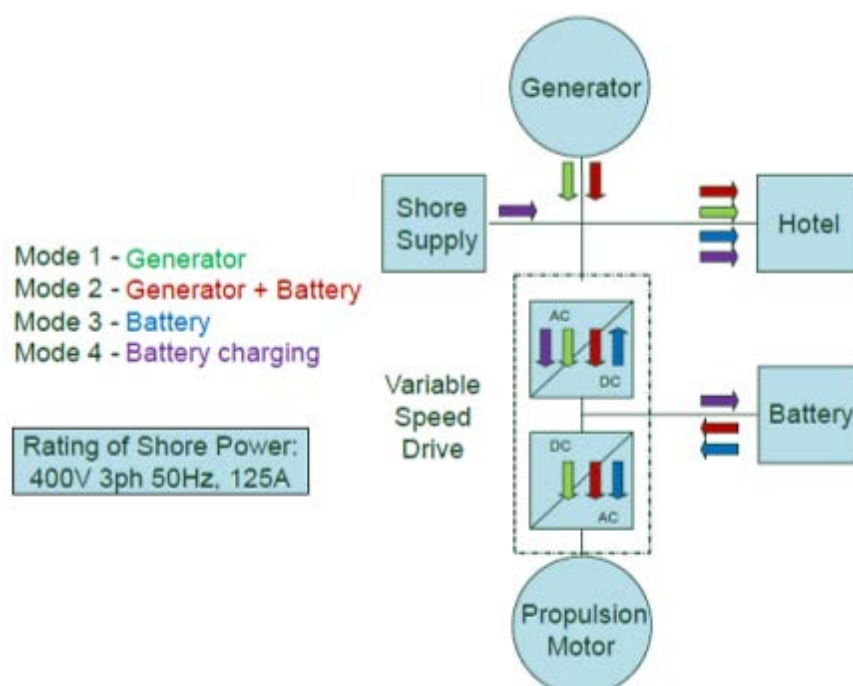 Generator
Shore
Supply
Hotel
Mode 1 - Generator
Mode 2 - Generator + Battery
Mode 3 - Battery
Mode 4 - Battery charging
AC
DC
Variable
Speed
Drive
Battery
Rating of Shore Power:
400V 3ph 50Hz, 125A
DC
AC
Propulsion
Motor